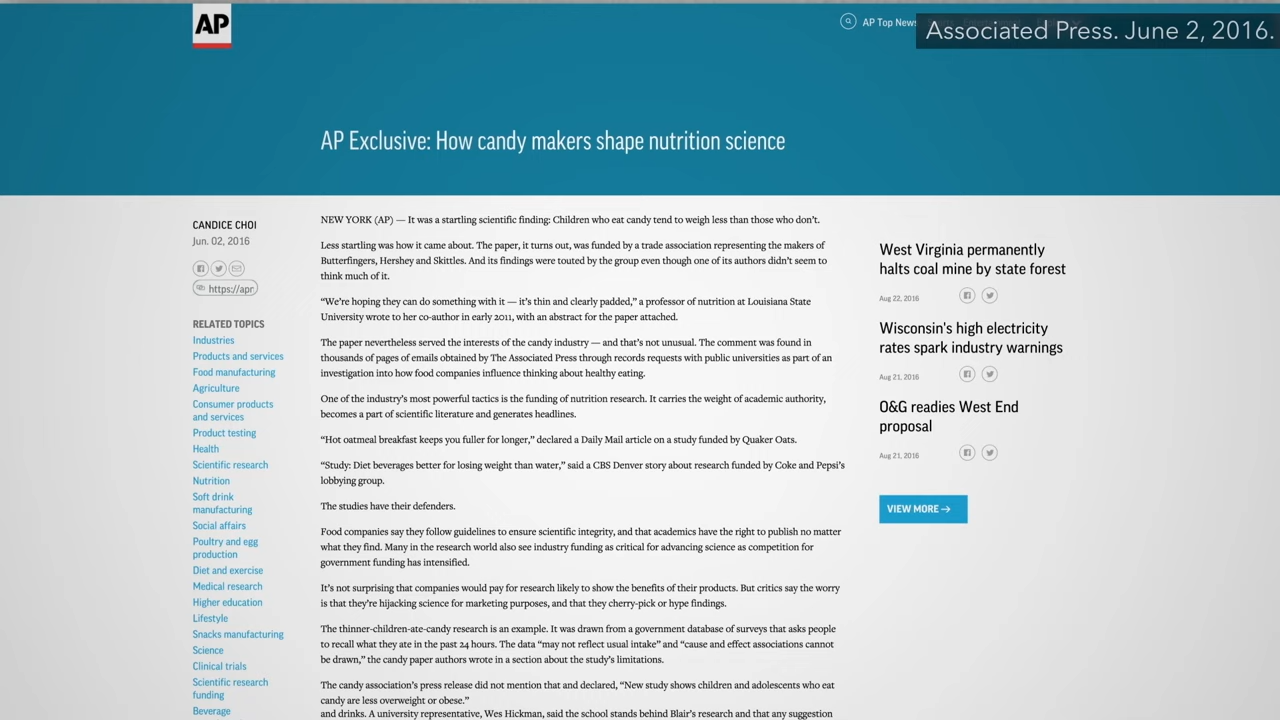 AP
AP Top News
Associated Press. June 2, 2016.
AP Exclusive: How candy makers shape nutrition science
CANDICE CHOI
Jun. 02, 2016
https://apr
RELATED TOPICS
Industries
Products and services
Food manufacturing
Agriculture
Consumer products
and services
Product testing
Health
Scientific research
Nutrition
Soft drink
manufacturing
Social affairs
Poultry and egg
production
Diet and exercise
Medical research
Higher education
Lifestyle
Snacks manufacturing
Science
Clinical trials
Scientific research
funding
Beverage
NEW YORK (AP) — It was a startling scientific finding: Children who eat candy tend to weigh less than those who don’t.
Less startling was how it came about. The paper, it turns out, was funded by a trade association representing the makers of
Butterfingers, Hershey and Skittles. And its findings were touted by the group even though one of its authors didn’t seem to
think much of it.
“We’re hoping they can do something with it — it’s thin and clearly padded,” a professor of nutrition at Louisiana State
University wrote to her co-author in early 2011, with an abstract for the paper attached.
The paper nevertheless served the interests of the candy industry — and that’s not unusual. The comment was found in
thousands of pages of emails obtained by The Associated Press through records requests with public universities as part of an
investigation into how food companies influence thinking about healthy eating.
One of the industry’s most powerful tactics is the funding of nutrition research. It carries the weight of academic authority,
becomes a part of scientific literature and generates headlines.
“Hot oatmeal breakfast keeps you fuller for longer,” declared a Daily Mail article on a study funded by Quaker Oats.
“Study: Diet beverages better for losing weight than water,” said a CBS Denver story about research funded by Coke and Pepsi’s
lobbying group.
The studies have their defenders.
Food companies say they follow guidelines to ensure scientific integrity, and that academics have the right to publish no matter
what they find. Many in the research world also see industry funding as critical for advancing science as competition for
government funding has intensified.
It’s not surprising that companies would pay for research likely to show the benefits of their products. But critics say the worry
is that they’re hijacking science for marketing purposes, and that they cherry-pick or hype findings.
The thinner-children-ate-candy research is an example. It was drawn from a government database of surveys that asks people
to recall what they ate in the past 24 hours. The data “may not reflect usual intake” and “cause and effect associations cannot
be drawn,” the candy paper authors wrote in a section about the study’s limitations.
The candy association’s press release did not mention that and declared, “New study shows children and adolescents who eat
candy are less overweight or obese.”
and drinks. A university representative, Wes Hickman, said the school stands behind Blair’s research and that any suggestion
West Virginia permanently
halts coal mine by state forest
Aug 22, 2016
Wisconsin's high electricity
rates spark industry warnings
Aug 21, 2016
O&G readies West End
proposal
Aug 21, 2016
VIEW MORE →